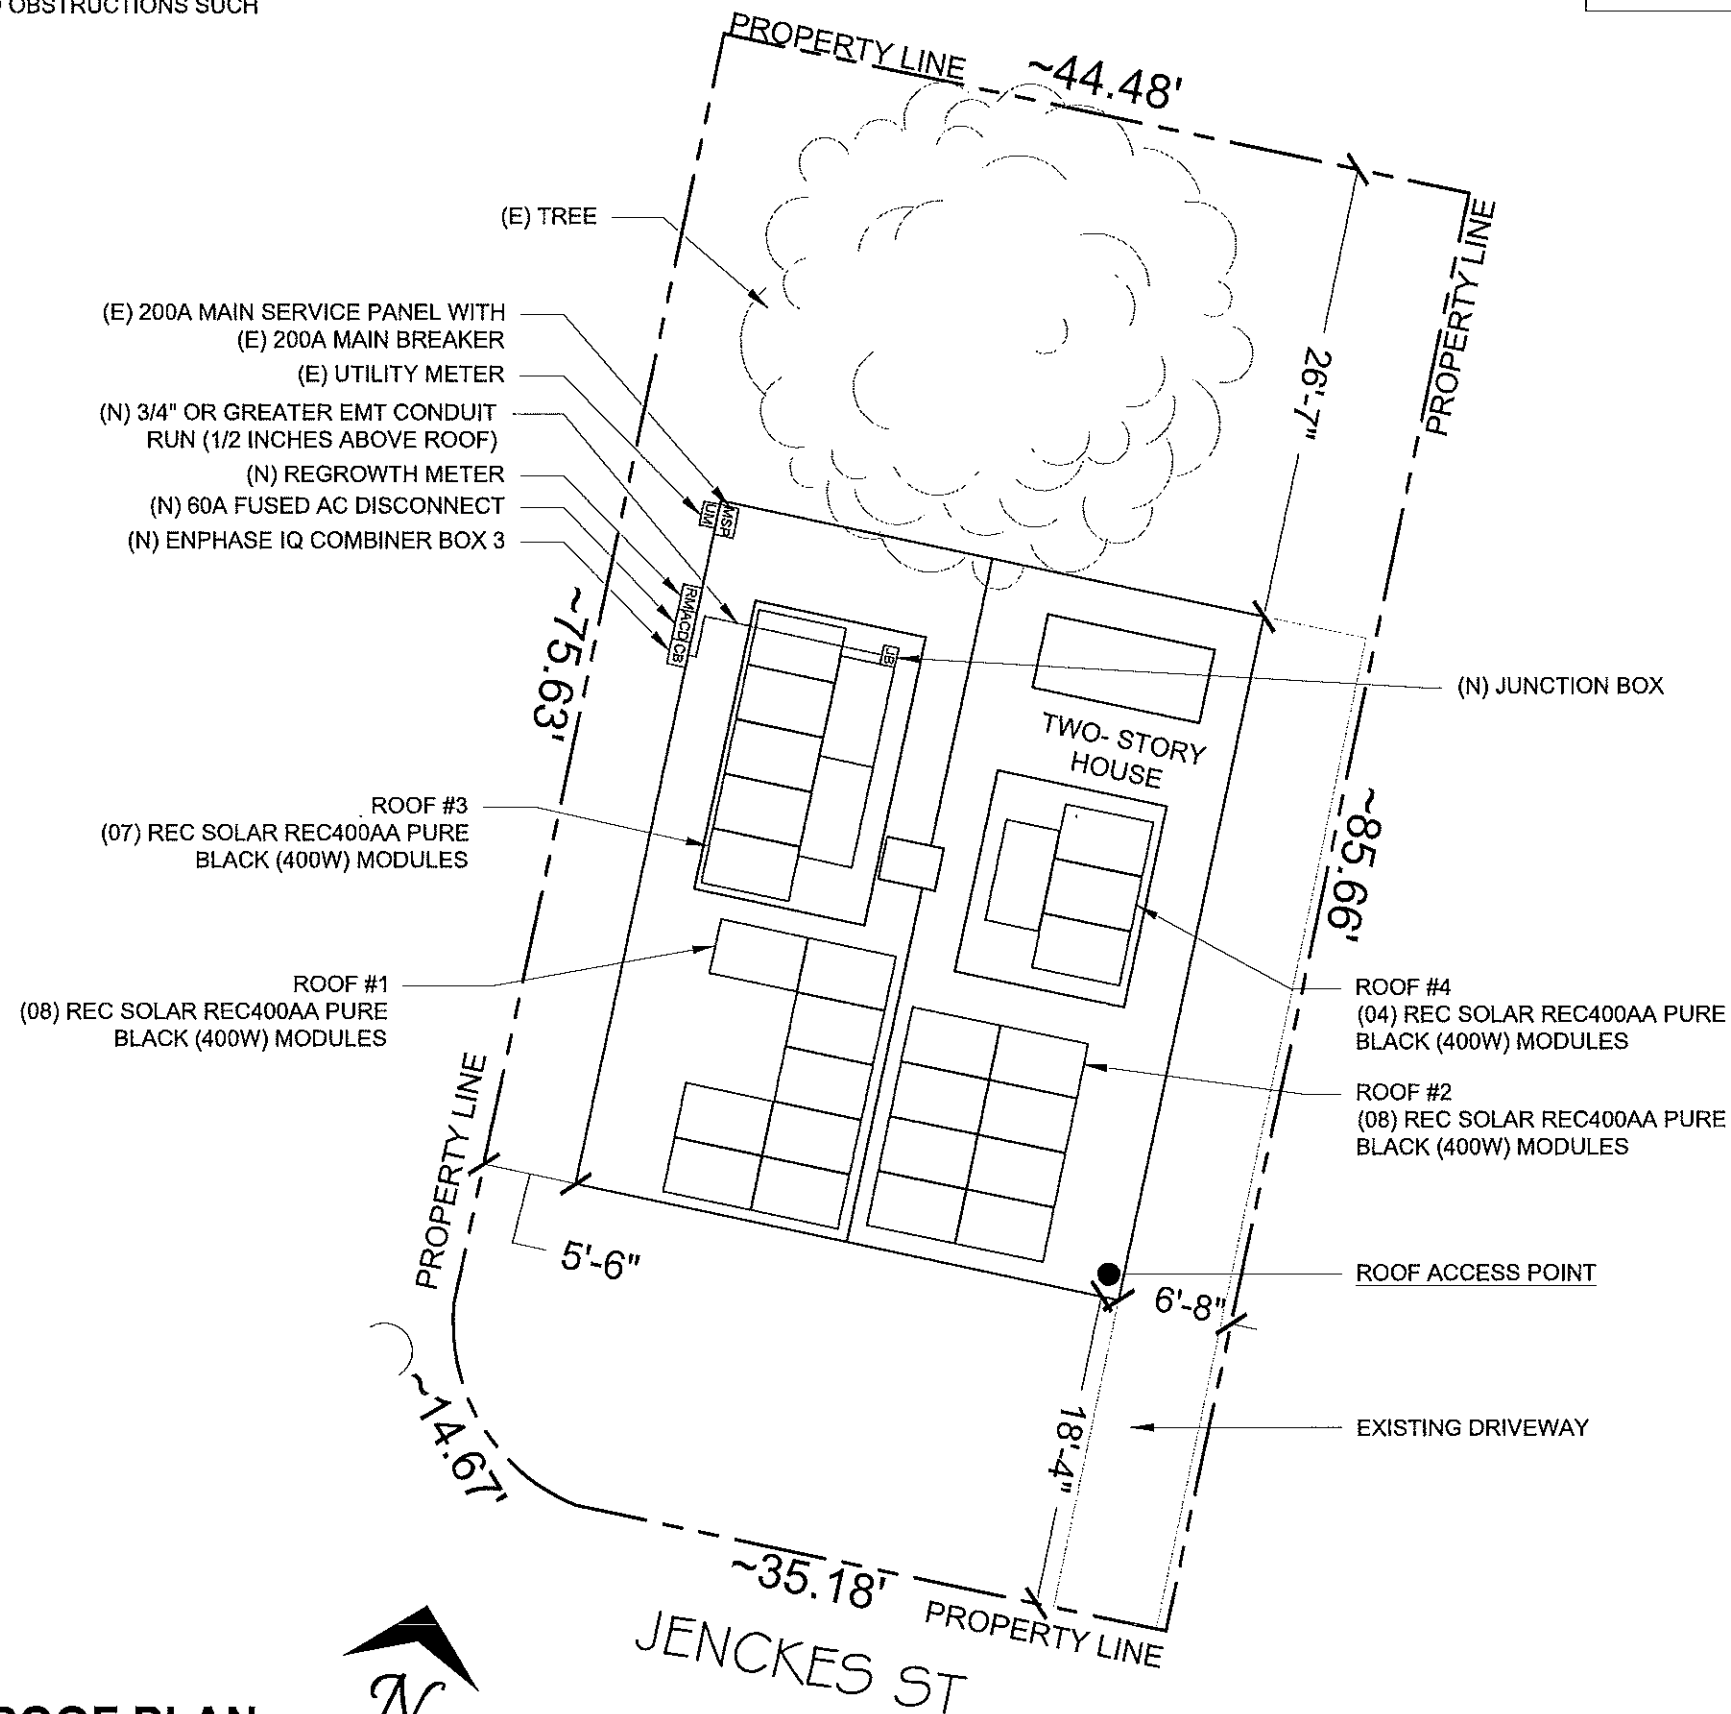 OBSTRUCTIONS SUCH
PROPERTY LINE
~44.48'
(E) TREE
PROPERTY LINE
(E) 200A MAIN SERVICE PANEL WITH
(E) 200A MAIN BREAKER
(E) UTILITY METER
(N) 3/4" OR GREATER EMT CONDUIT
RUN (1/2 INCHES ABOVE ROOF)
(N) REGROWTH METER
(N) 60A FUSED AC DISCONNECT
(N) ENPHASE IQ COMBINER BOX 3
26'-7"
UM
MSP
RM
ACD
CB
JB
~75.63'
(N) JUNCTION BOX
TWO- STORY
HOUSE
ROOF #3
(07) REC SOLAR REC400AA PURE
BLACK (400W) MODULES
~85.66'
ROOF #1
(08) REC SOLAR REC400AA PURE
BLACK (400W) MODULES
ROOF #4
(04) REC SOLAR REC400AA PURE
BLACK (400W) MODULES
ROOF #2
(08) REC SOLAR REC400AA PURE
BLACK (400W) MODULES
PROPERTY LINE
5'-6"
ROOF ACCESS POINT
6'-8"
~14.67'
18'-4"
EXISTING DRIVEWAY
~35.18'
PROPERTY LINE
JENCKES ST
N
ROOF PLAN